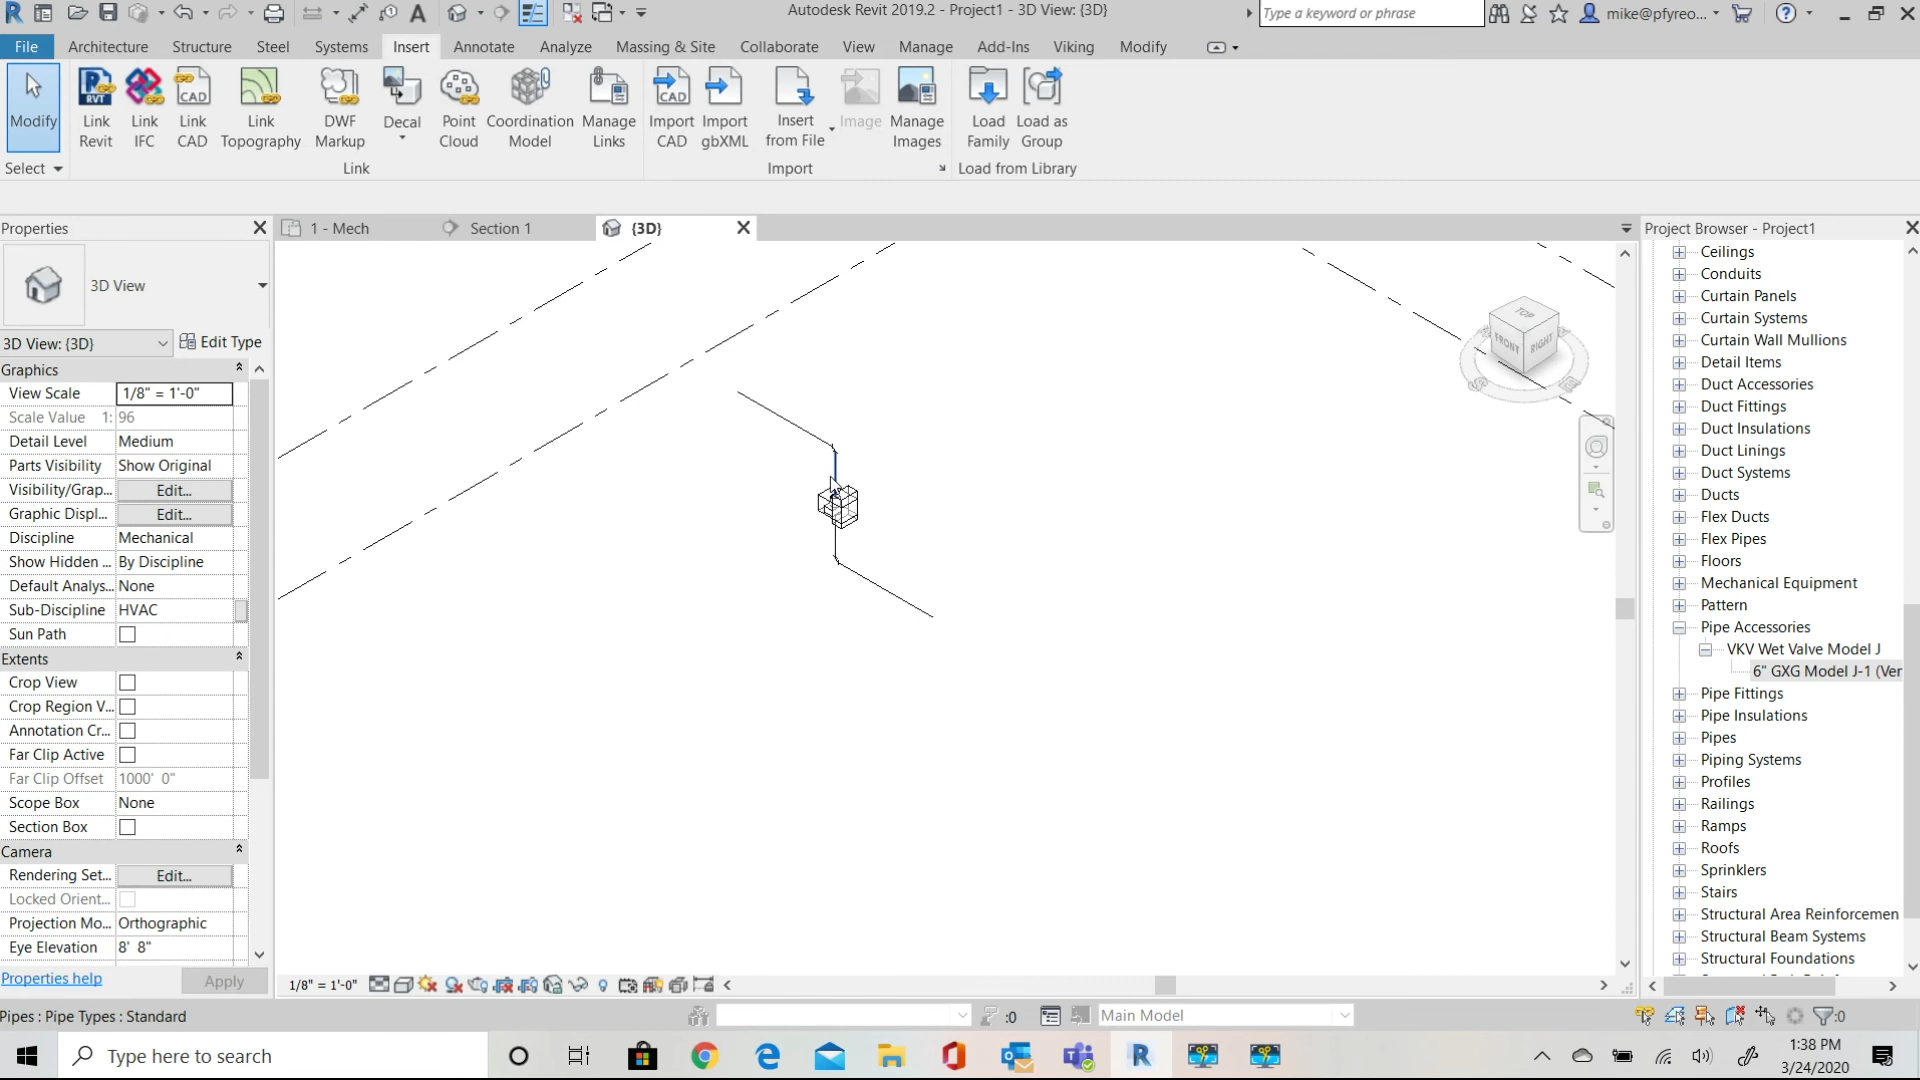 Autodesk Revit 2019.2 - Project1 - 3D View: {3D}
Type a keyword or phrase
mike@pfyreo...
File
Architecture
Structure
Steel
Systems
Insert
Annotate
Analyze
Massing & Site
Collaborate
View
Manage
Add-Ins
Viking
Modify
Modify
Link Revit
Link IFC
Link CAD
Link Topography
DWF Markup
Decal
Point Cloud
Coordination Model
Manage Links
Import CAD
Import gbXML
Insert from File
Image
Manage Images
Load Family
Load as Group
Select
Link
Import
Load from Library
Properties
1 - Mech
Section 1
{3D}
Project Browser - Project1
3D View
3D View: {3D}
Edit Type
Graphics
View Scale 1/8" = 1'-0"
Scale Value 1: 96
Detail Level Medium
Parts Visibility Show Original
Visibility/Grap... Edit...
Graphic Displ... Edit...
Discipline Mechanical
Show Hidden ... By Discipline
Default Analys... None
Sub-Discipline HVAC
Sun Path
Extents
Crop View
Crop Region V...
Annotation Cr...
Far Clip Active
Far Clip Offset 1000' 0"
Scope Box None
Section Box
Camera
Rendering Set... Edit...
Locked Orient...
Projection Mo... Orthographic
Eye Elevation 8' 8"
Properties help
Apply
TOP
FRONT
RIGHT
Ceilings
Conduits
Curtain Panels
Curtain Systems
Curtain Wall Mullions
Detail Items
Duct Accessories
Duct Fittings
Duct Insulations
Duct Linings
Duct Systems
Ducts
Flex Ducts
Flex Pipes
Floors
Mechanical Equipment
Pattern
Pipe Accessories
VKV Wet Valve Model J
6" GXG Model J-1 (Ver
Pipe Fittings
Pipe Insulations
Pipes
Piping Systems
Profiles
Railings
Ramps
Roofs
Sprinklers
Stairs
Structural Area Reinforcemen
Structural Beam Systems
Structural Foundations
1/8" = 1'-0"
Pipes : Pipe Types : Standard
:0
Main Model
:0
Type here to search
1:38 PM
3/24/2020